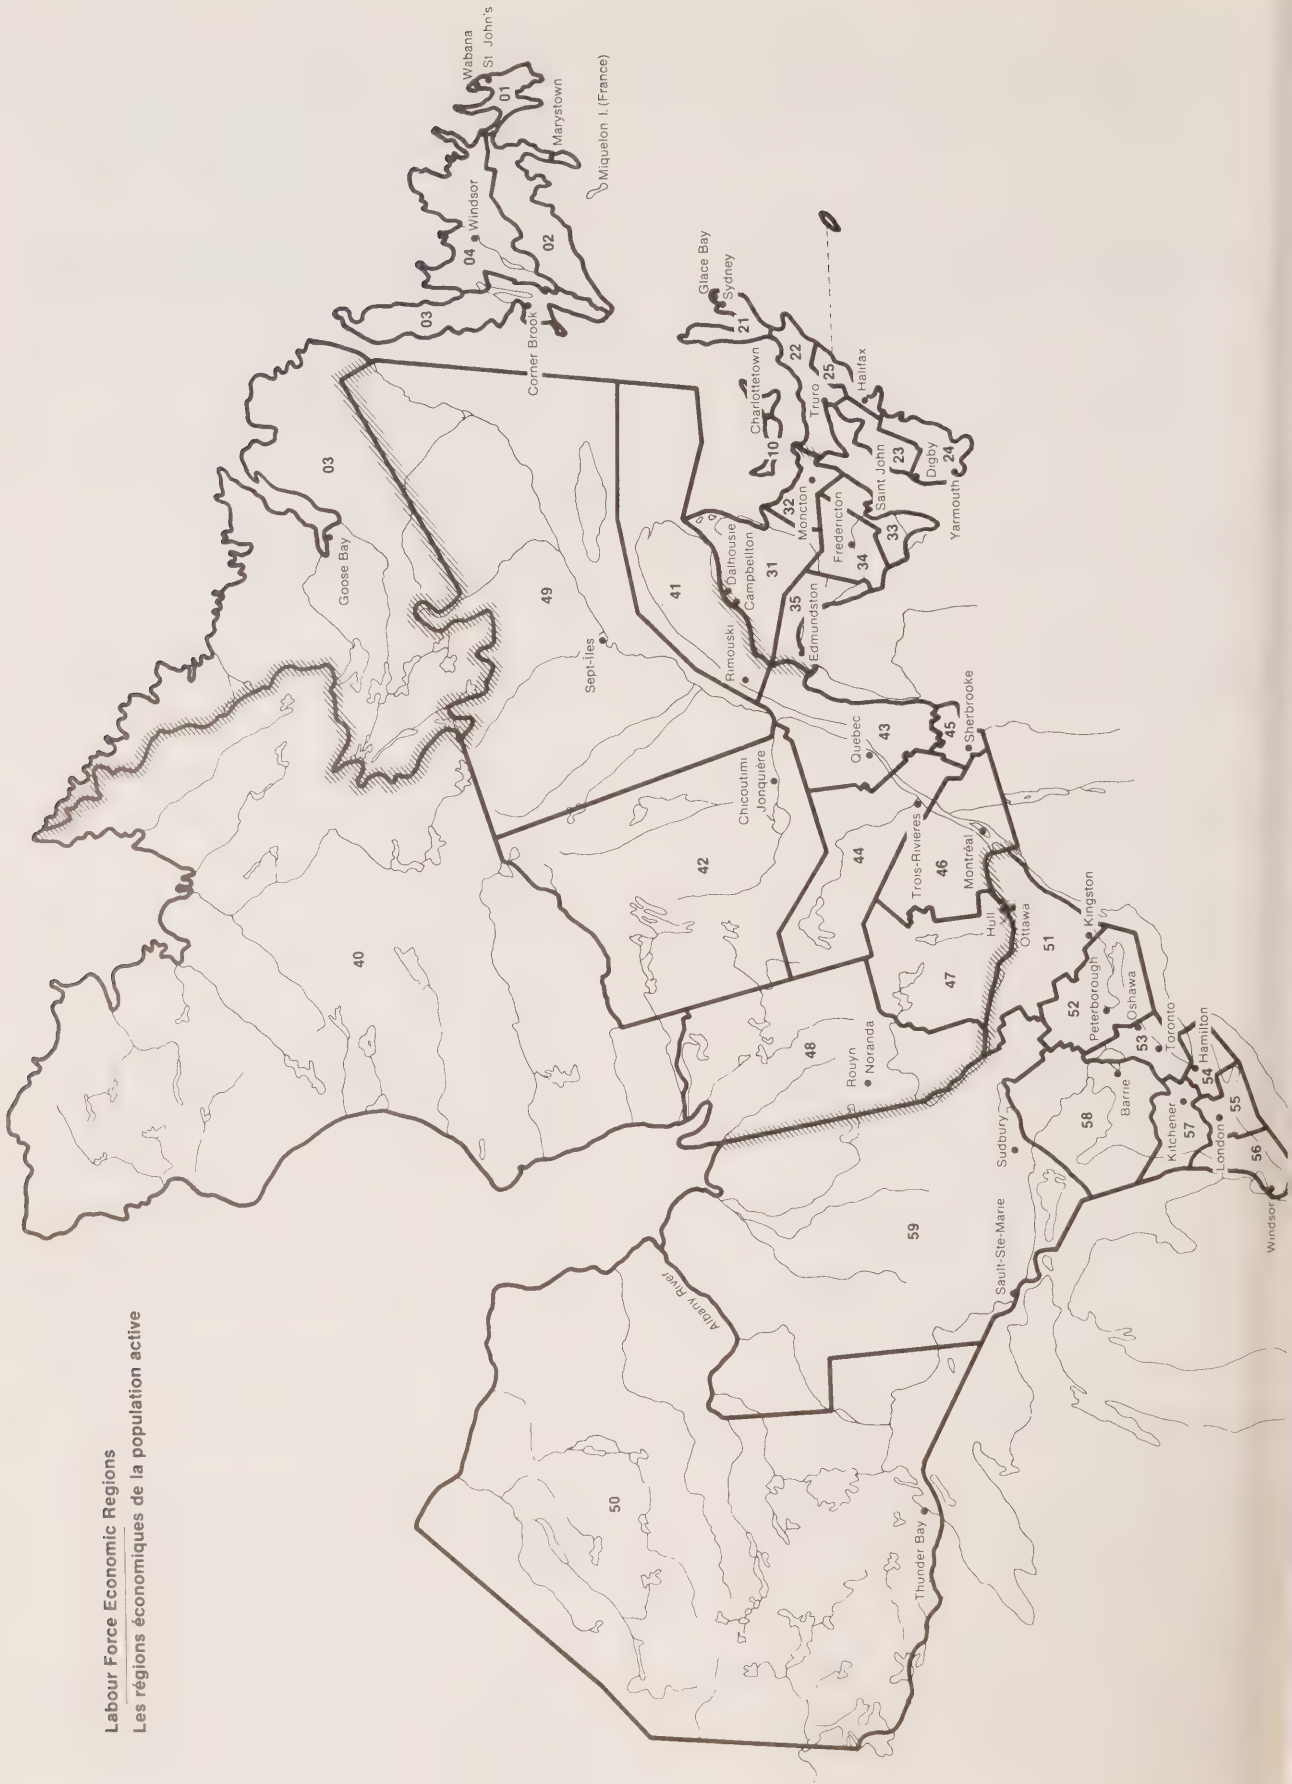 Labour Force Economic Regions
Les régions économiques de la population active
40
03
Goose Bay
03
04
Windsor
02
01
Wabana
St John's
Marystown
Miquelon I. (France)
Corner Brook
49
Sept-Iles
41
42
Chicoutimi
Jonquière
Rimouski
Dalhousie
Campbellton
31
35
Edmundston
32
Moncton
Fredericton
34
33
Saint John
10
Charlottetown
21
Glace Bay
Sydney
22
Truro
25
Halifax
23
Digby
24
Yarmouth
Quebec
43
45
Sherbrooke
44
Trois-Rivieres
46
Montréal
47
Hull
Ottawa
48
Rouyn
Noranda
50
Albany River
59
Thunder Bay
Sault-Ste-Marie
Sudbury
51
Kingston
52
Peterborough
53
Oshawa
Toronto
54
Hamilton
58
Barrie
Kitchener
57
London
55
56
Windsor